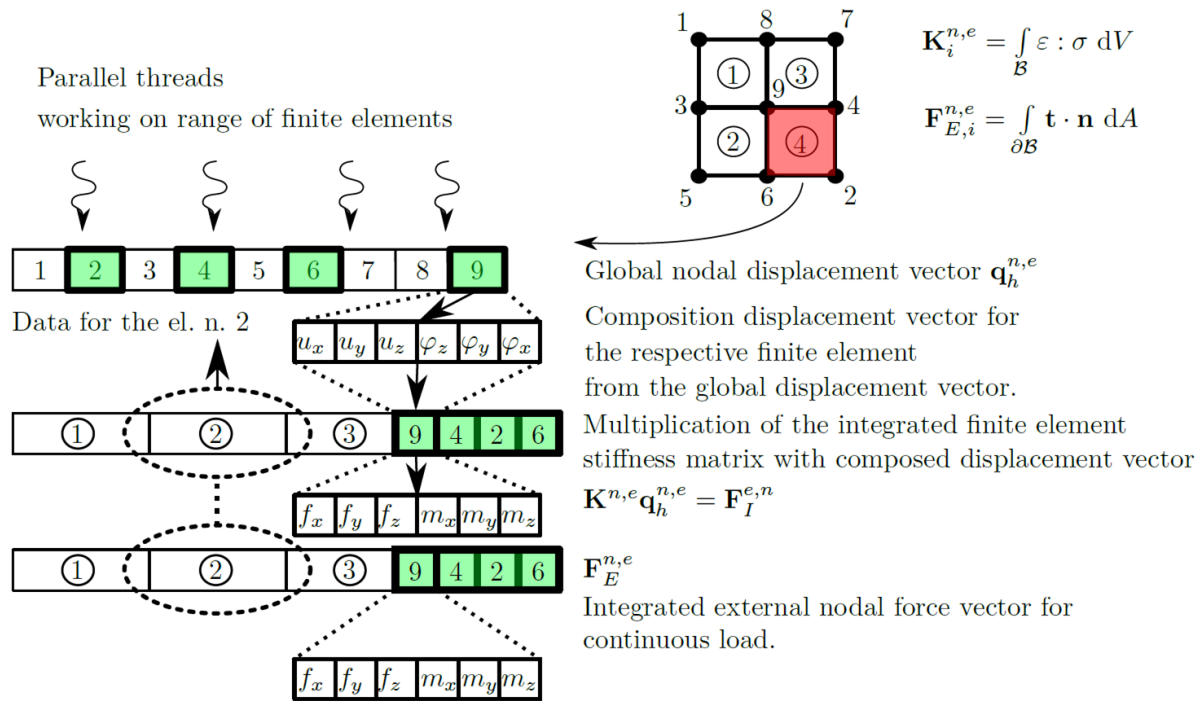 1 8 7
① ③
9
3 4
② ④
5 6 2
𝐊ᵢⁿ,ᵉ = ∫_ℬ ε : σ dV
𝐅_{E,i}^{n,e} = ∫_{∂ℬ} 𝐭 · 𝐧 dA
Parallel threads
working on range of finite elements
1 2 3 4 5 6 7 8 9
Global nodal displacement vector 𝐪_h^{n,e}
Data for the el. n. 2
u_x u_y u_z φ_z φ_y φ_x
Composition displacement vector for
the respective finite element
from the global displacement vector.
① ② ③ 9 4 2 6
Multiplication of the integrated finite element
stiffness matrix with composed displacement vector
f_x f_y f_z m_x m_y m_z
𝐊^{n,e}𝐪_h^{n,e} = 𝐅_I^{e,n}
① ② ③ 9 4 2 6
𝐅_E^{n,e}
Integrated external nodal force vector for
continuous load.
f_x f_y f_z m_x m_y m_z